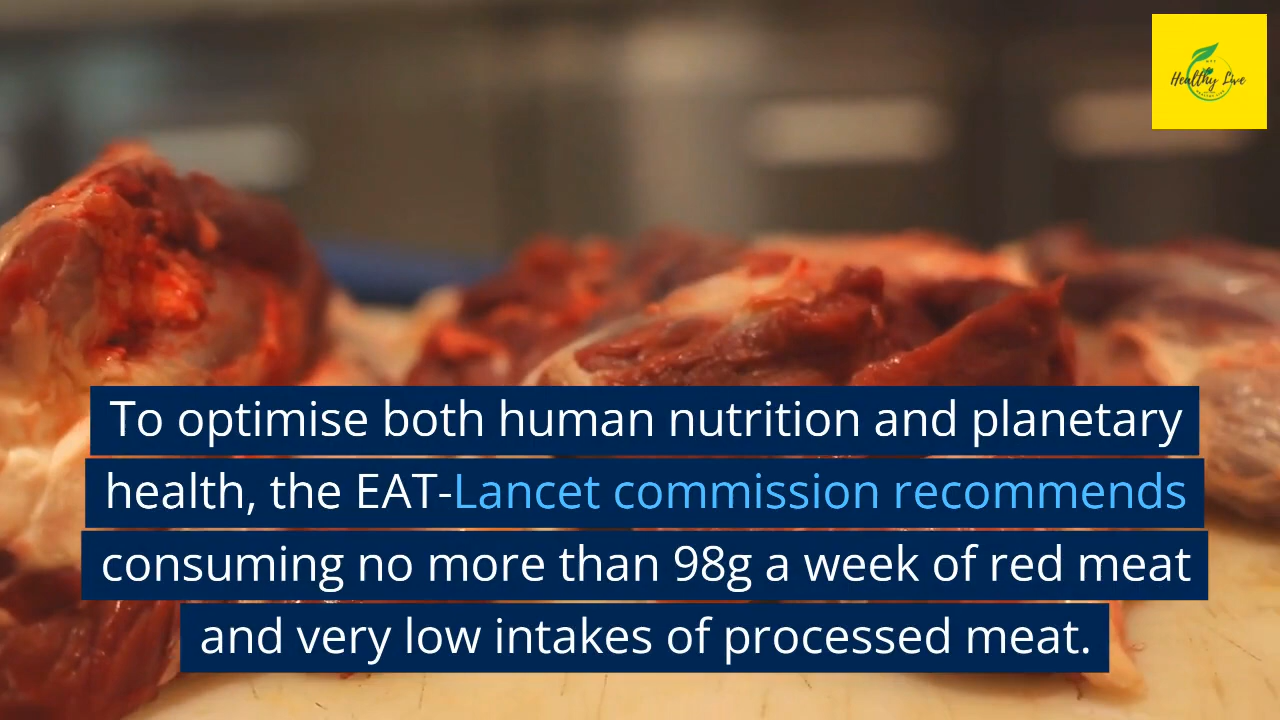 Healthy Live
To optimise both human nutrition and planetary
health, the EAT-Lancet commission recommends
consuming no more than 98g a week of red meat
and very low intakes of processed meat.